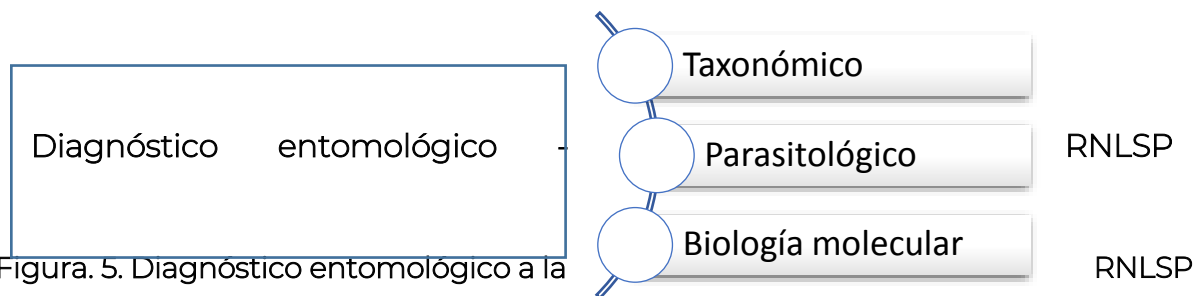 Taxonómico
Diagnóstico entomológico -
Parasitológico
RNLSP
Biología molecular
Figura. 5. Diagnóstico entomológico a la
RNLSP